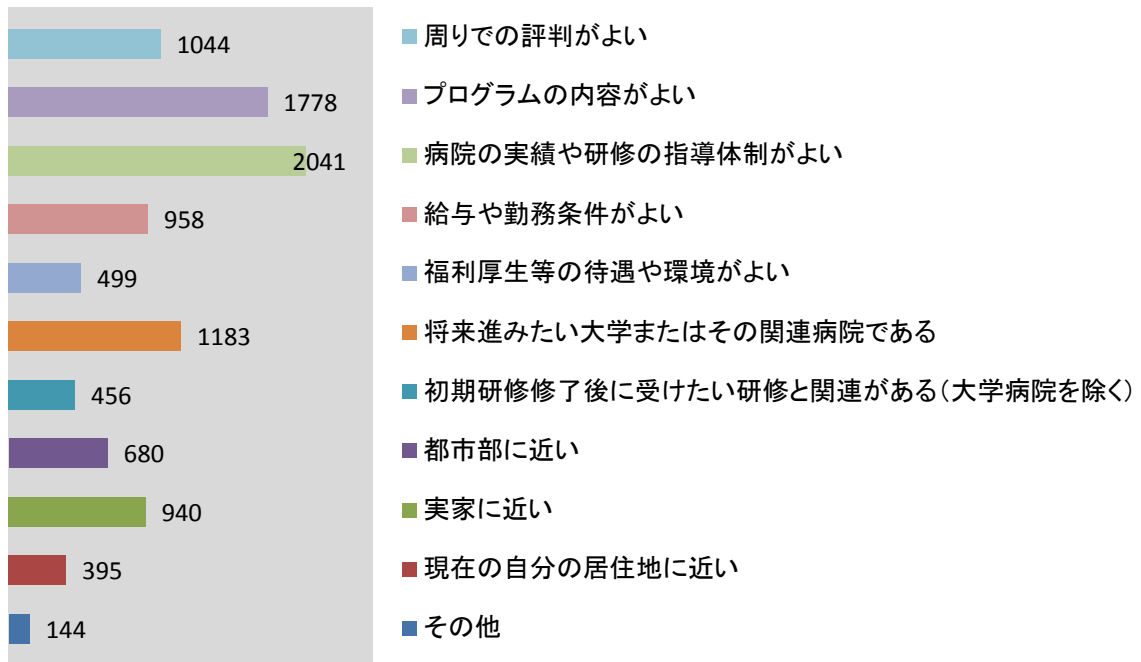 1044 周りでの評判がよい
1778 プログラムの内容がよい
2041 病院の実績や研修の指導体制がよい
958 給与や勤務条件がよい
499 福利厚生等の待遇や環境がよい
1183 将来進みたい大学またはその関連病院である
456 初期研修修了後に受けたい研修と関連がある(大学病院を除く)
680 都市部に近い
940 実家に近い
395 現在の自分の居住地に近い
144 その他